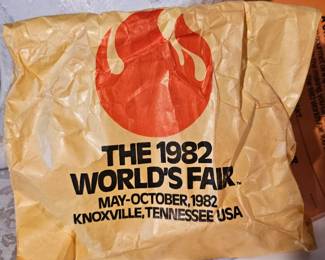 THE 1982
WORLD'S FAIR™
MAY-OCTOBER, 1982
KNOXVILLE, TENNESSEE USA